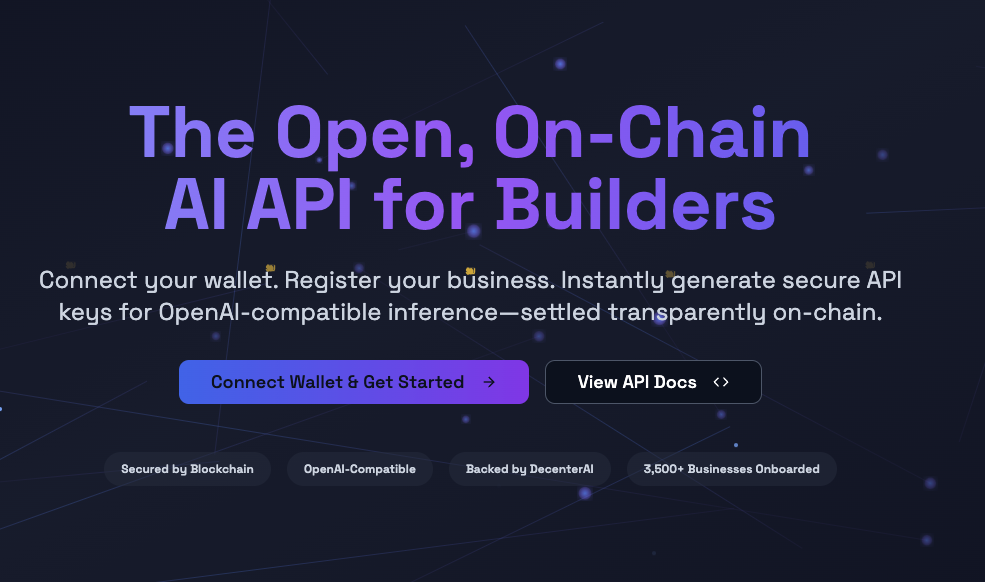 The Open, On-Chain
AI API for Builders
Connect your wallet. Register your business. Instantly generate secure API
keys for OpenAI-compatible inference—settled transparently on-chain.
Connect Wallet & Get Started →
View API Docs <>
Secured by Blockchain
OpenAI-Compatible
Backed by DecenterAI
3,500+ Businesses Onboarded